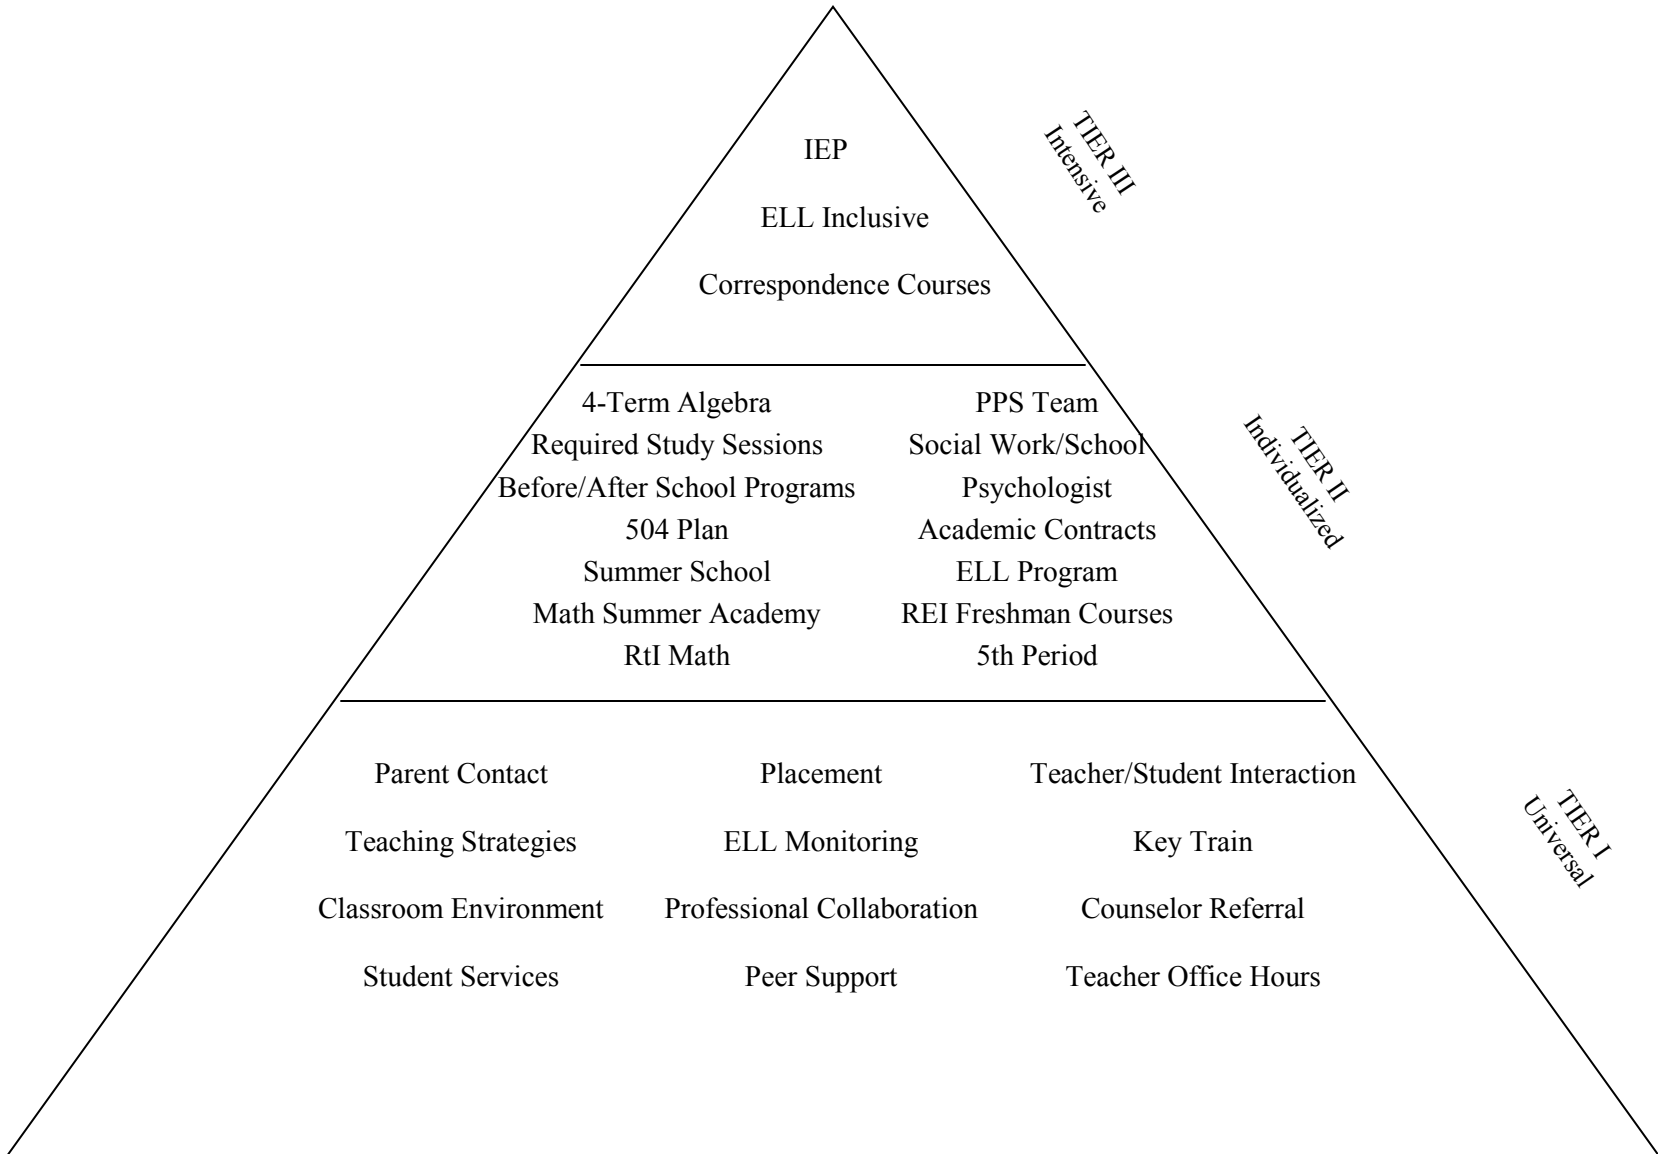 TIER III
Intensive
IEP
ELL Inclusive
Correspondence Courses
TIER II
Individualized
4-Term Algebra
Required Study Sessions
Before/After School Programs
504 Plan
Summer School
Math Summer Academy
RtI Math
PPS Team
Social Work/School
Psychologist
Academic Contracts
ELL Program
REI Freshman Courses
5th Period
TIER I
Universal
Parent Contact
Teaching Strategies
Classroom Environment
Student Services
Placement
ELL Monitoring
Professional Collaboration
Peer Support
Teacher/Student Interaction
Key Train
Counselor Referral
Teacher Office Hours